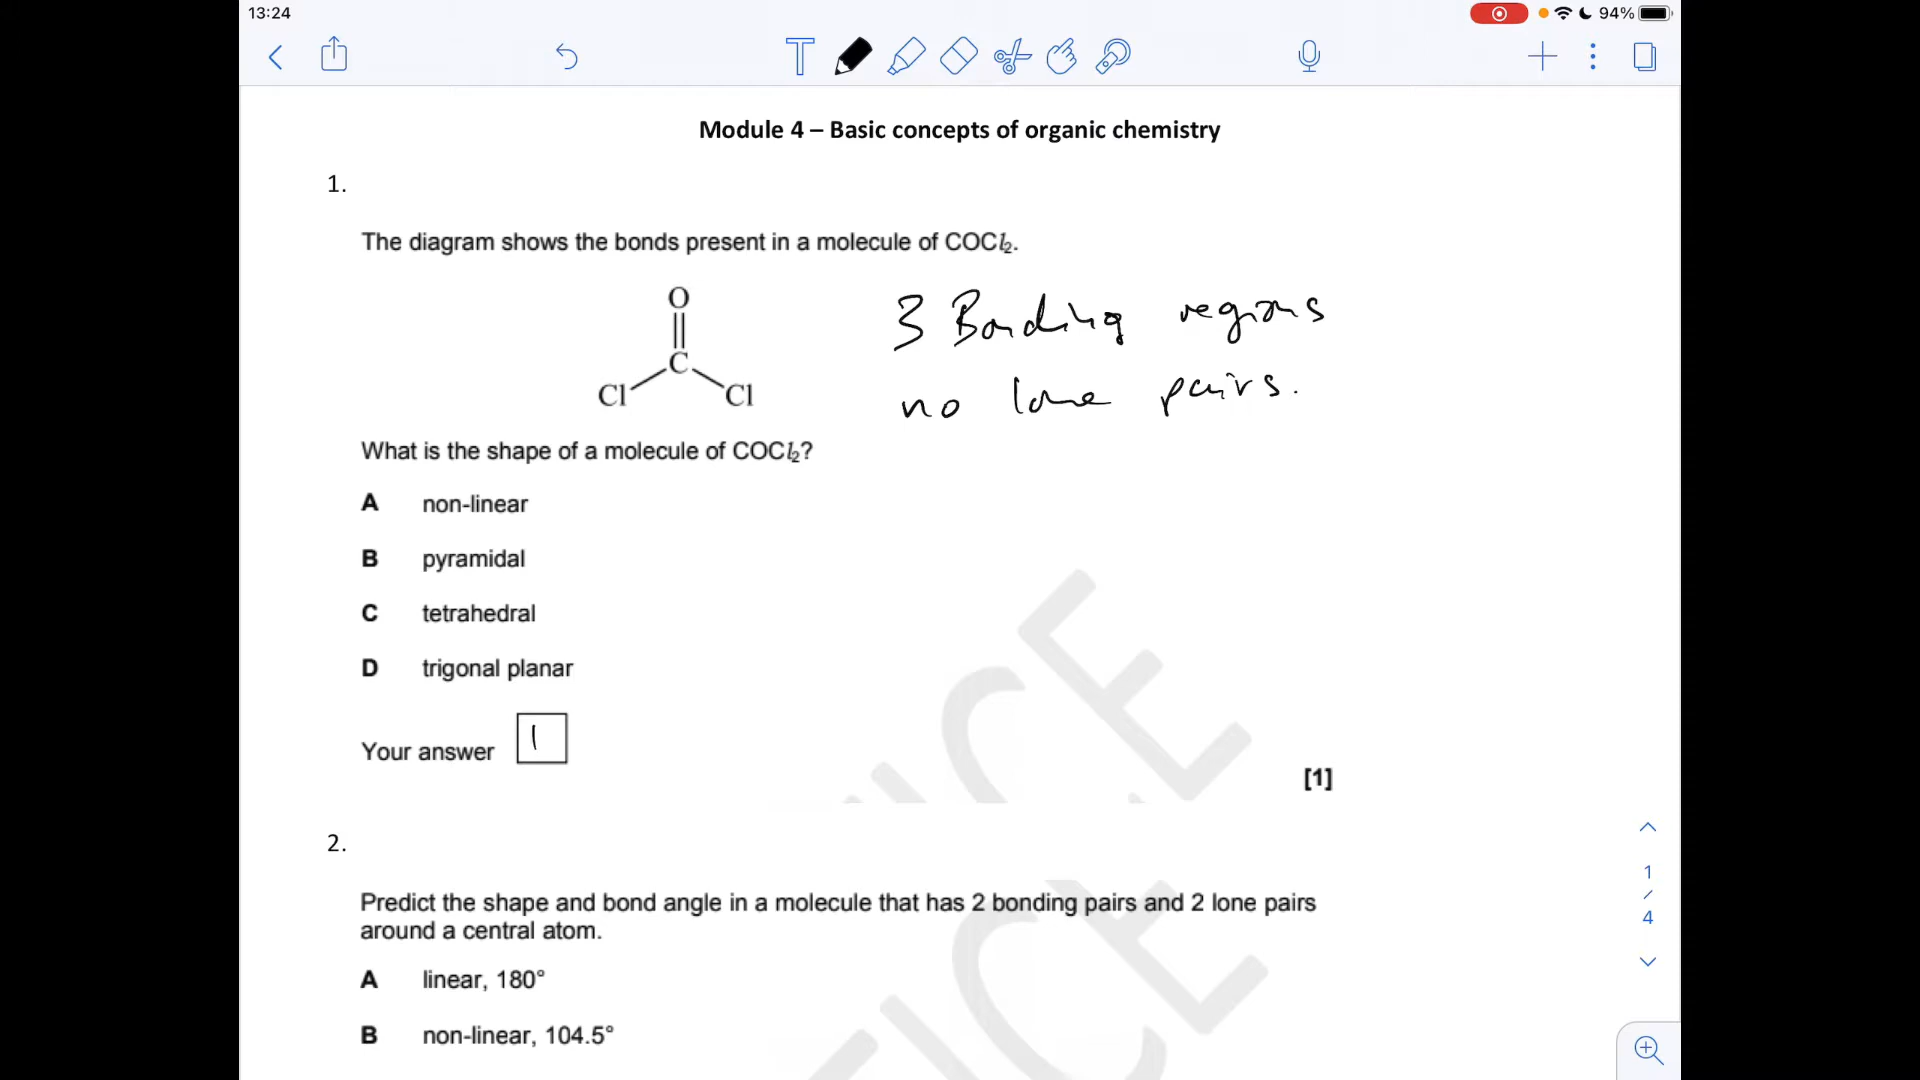 13:24
94%
Module 4 – Basic concepts of organic chemistry
1.
The diagram shows the bonds present in a molecule of COCl₂.
O
C
Cl Cl
3 Bonding regions
no lone pairs.
What is the shape of a molecule of COCl₂?
A non-linear
B pyramidal
C tetrahedral
D trigonal planar
Your answer
[1]
2.
Predict the shape and bond angle in a molecule that has 2 bonding pairs and 2 lone pairs
around a central atom.
A linear, 180°
B non-linear, 104.5°
1
/
4